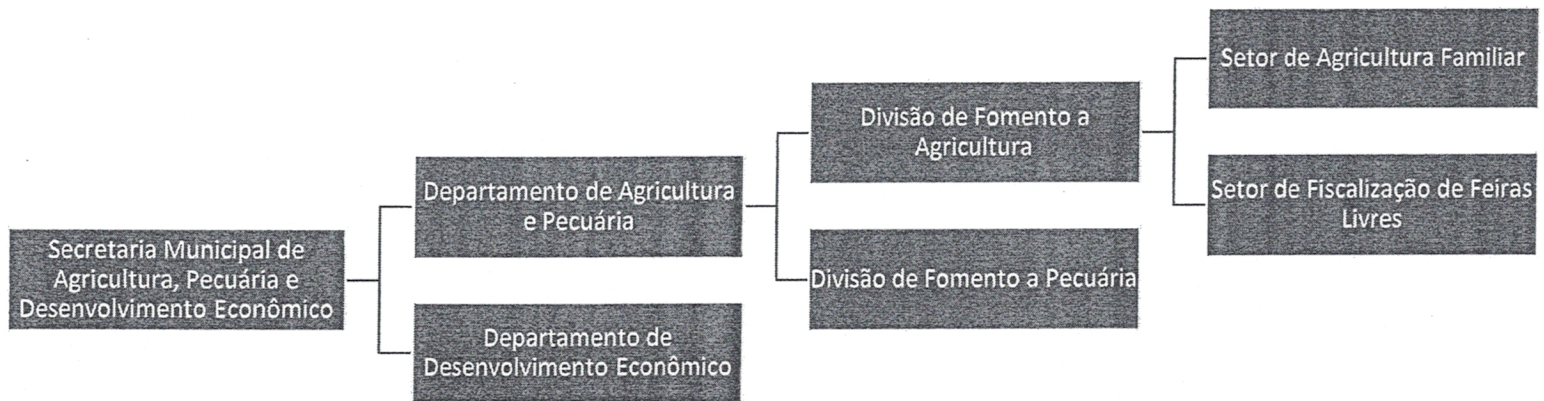 Secretaria Municipal de
Agricultura, Pecuária e
Desenvolvimento Econômico
Departamento de Agricultura
e Pecuária
Departamento de
Desenvolvimento Econômico
Divisão de Fomento a
Agricultura
Divisão de Fomento a Pecuária
Setor de Agricultura Familiar
Setor de Fiscalização de Feiras
Livres